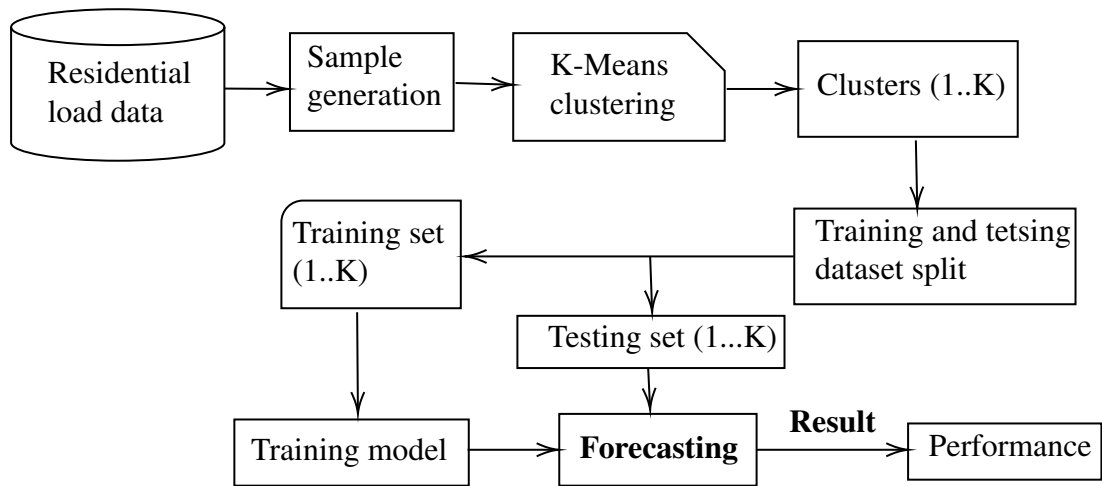 Residential
load data
Sample
generation
K-Means
clustering
Clusters (1..K)
Training set
(1..K)
Training and tetsing
dataset split
Testing set (1...K)
Training model
Forecasting
Result
Performance